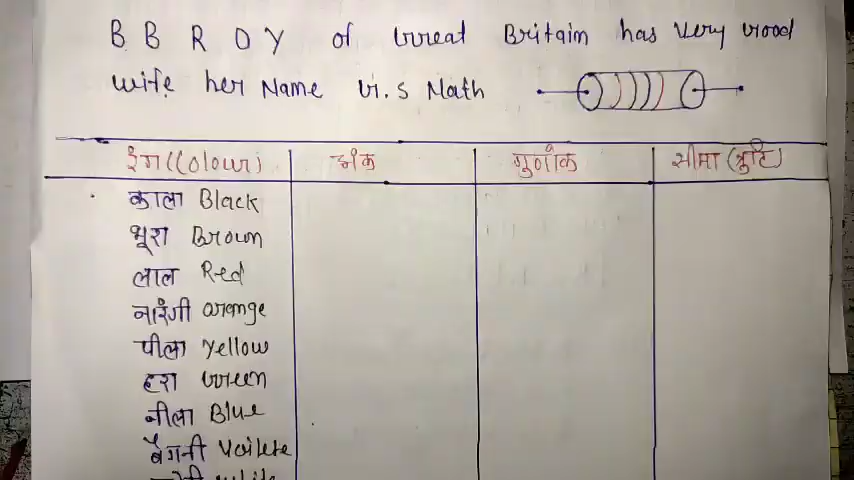 B B R O Y of Great Britain has Very Good
wife her Name G.S Math
रंग (Colour) अंक गुणांक सीमा (त्रुटि)
काला Black
भूरा Brown
लाल Red
नारंगी orange
पीला Yellow
हरा Green
नीला Blue
बैगनी Vailete